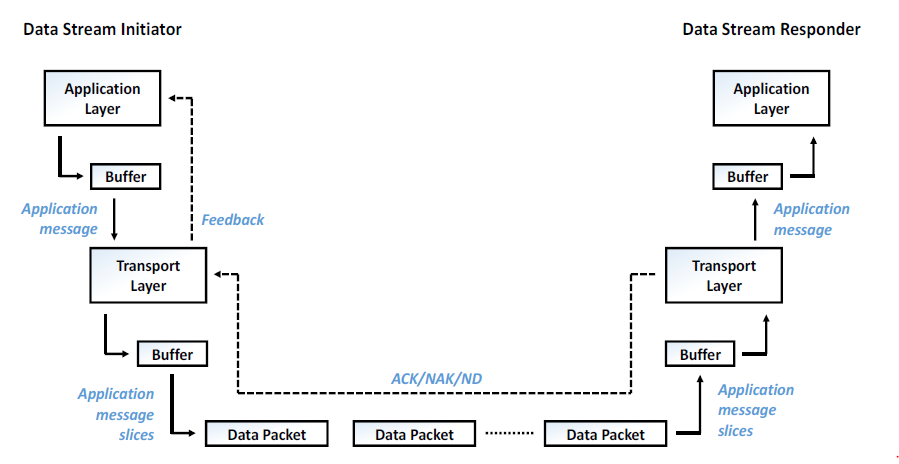 Data Stream Initiator
Data Stream Responder
Application
Layer
Application
Layer
Buffer
Buffer
Application
message
Feedback
Application
message
Transport
Layer
Transport
Layer
Buffer
Buffer
ACK/NAK/ND
Application
message
slices
Application
message
slices
Data Packet
Data Packet
Data Packet